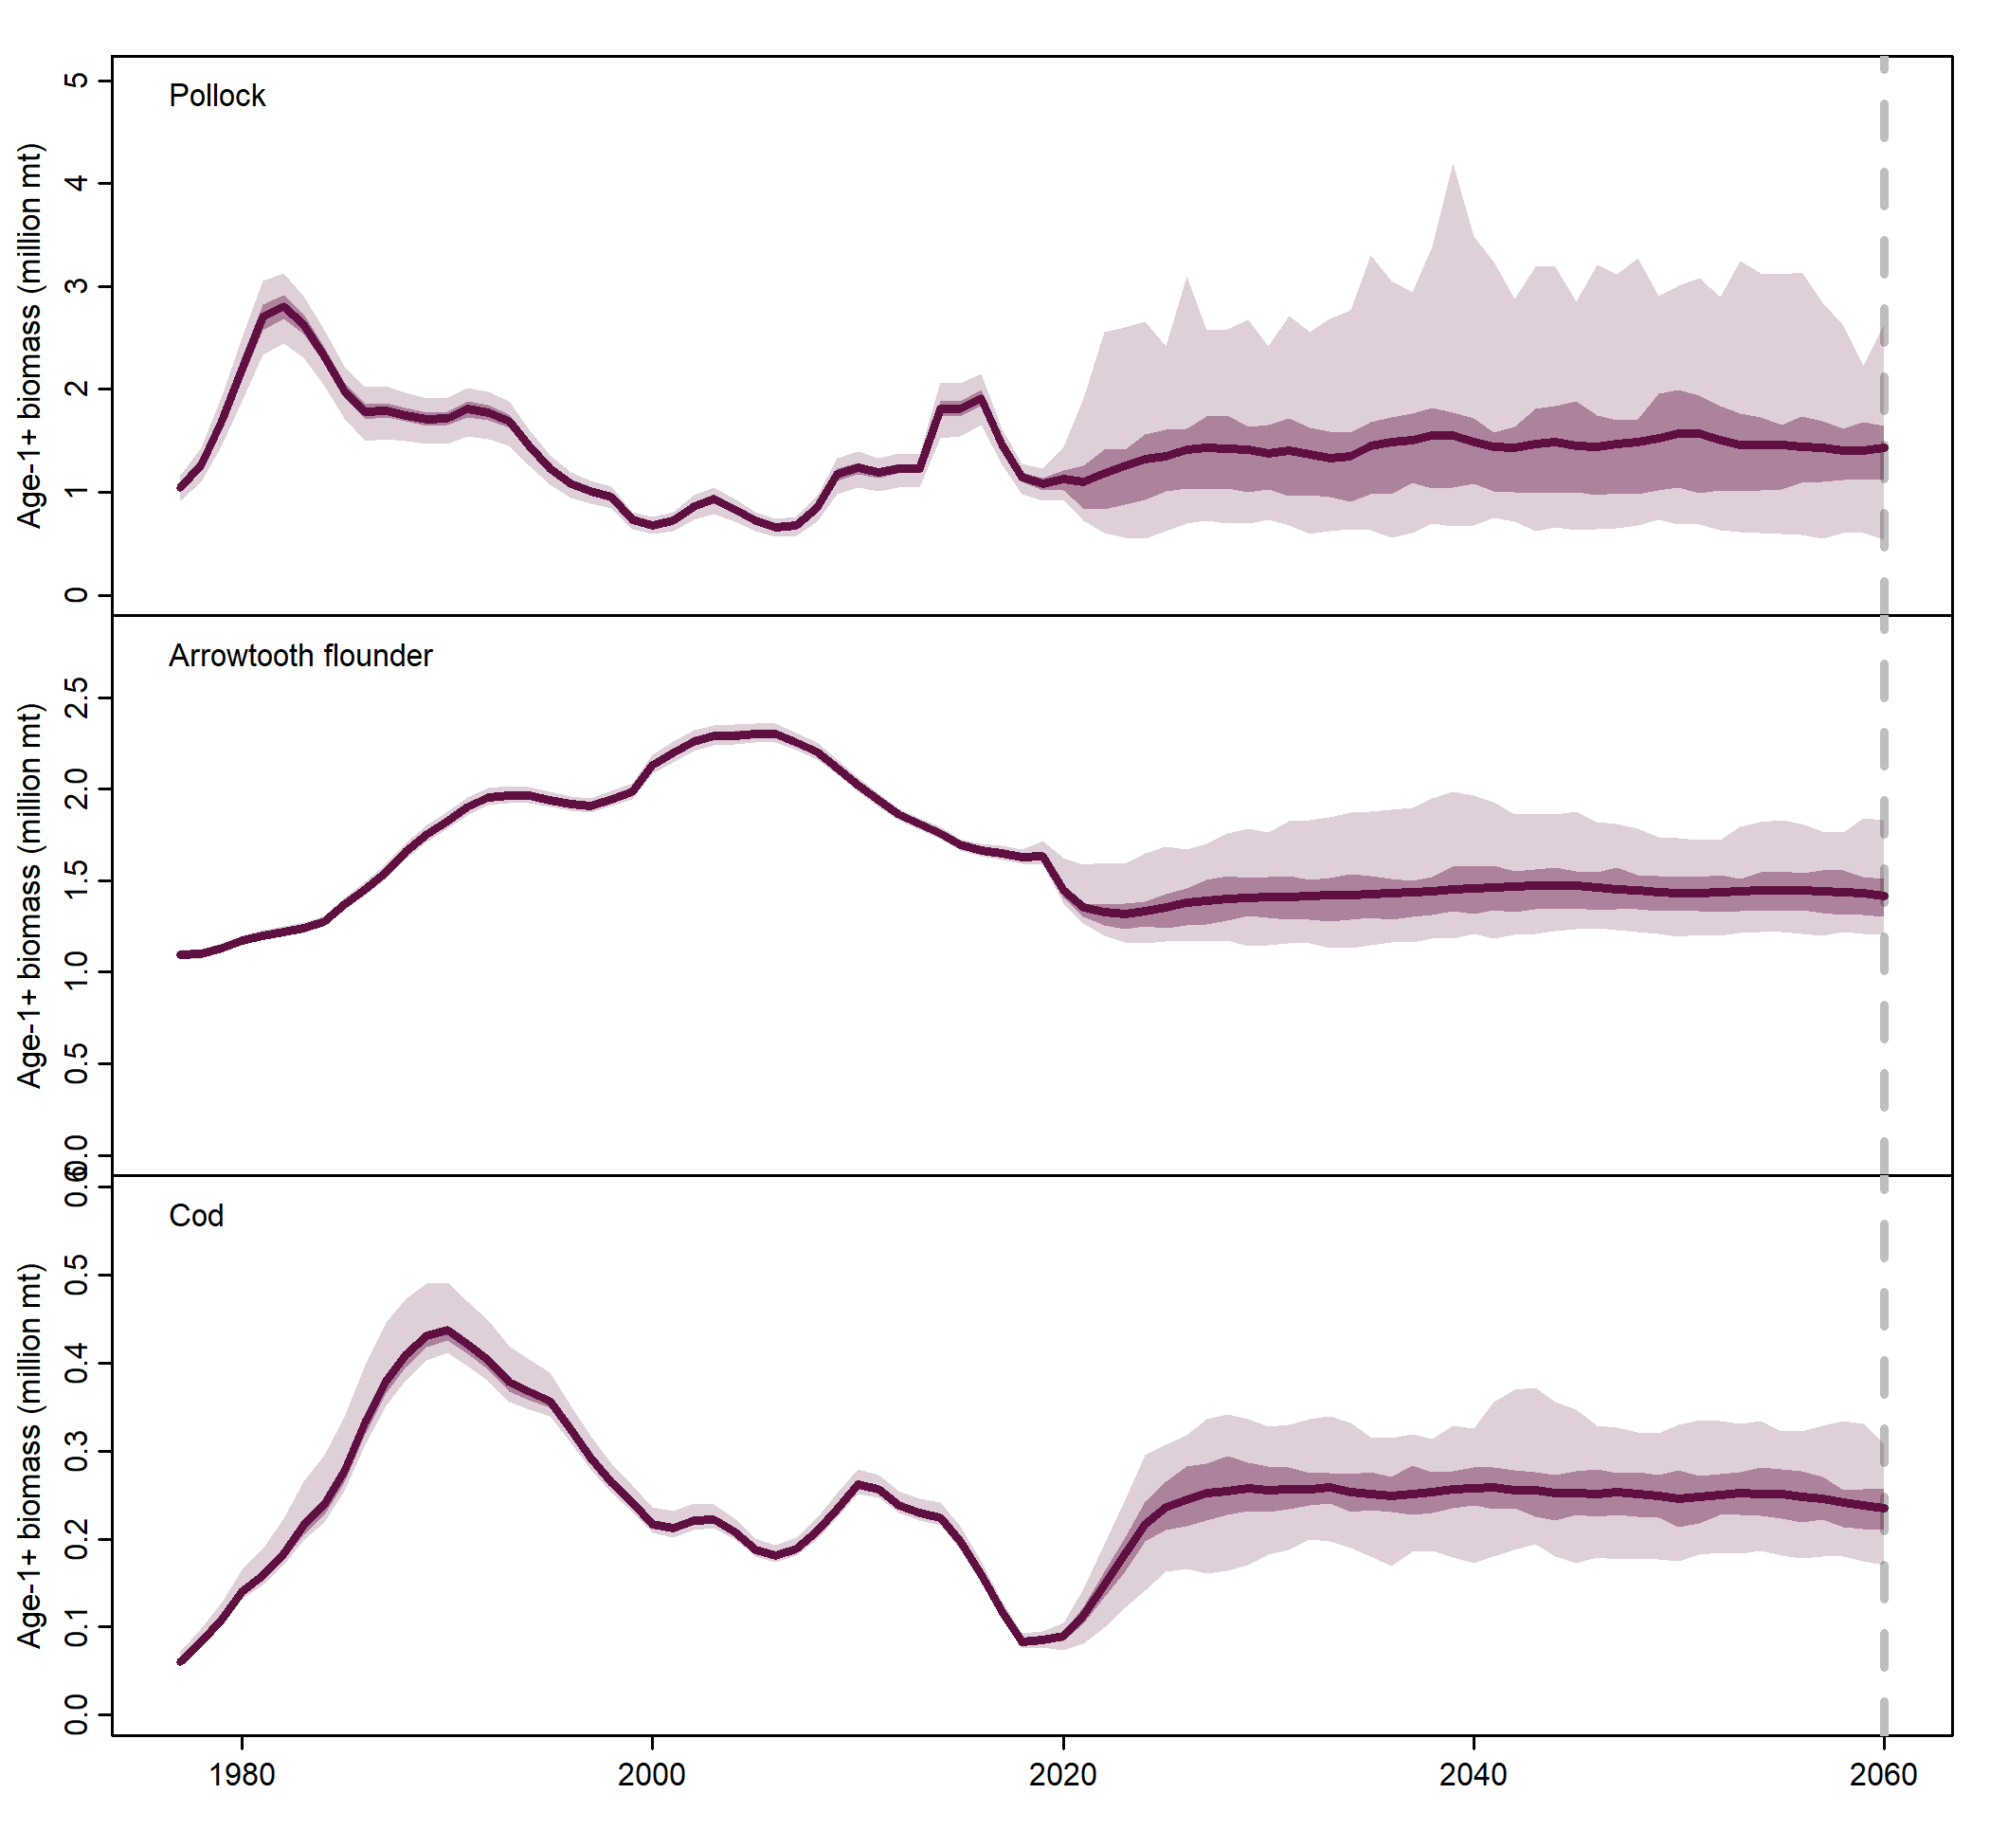 Pollock
Age-1+ biomass (million mt)
5
4
3
2
1
0
Arrowtooth flounder
Age-1+ biomass (million mt)
2.5
2.0
1.5
1.0
0.5
0.0
Cod
Age-1+ biomass (million mt)
0.6
0.5
0.4
0.3
0.2
0.1
0.0
1980 2000 2020 2040 2060